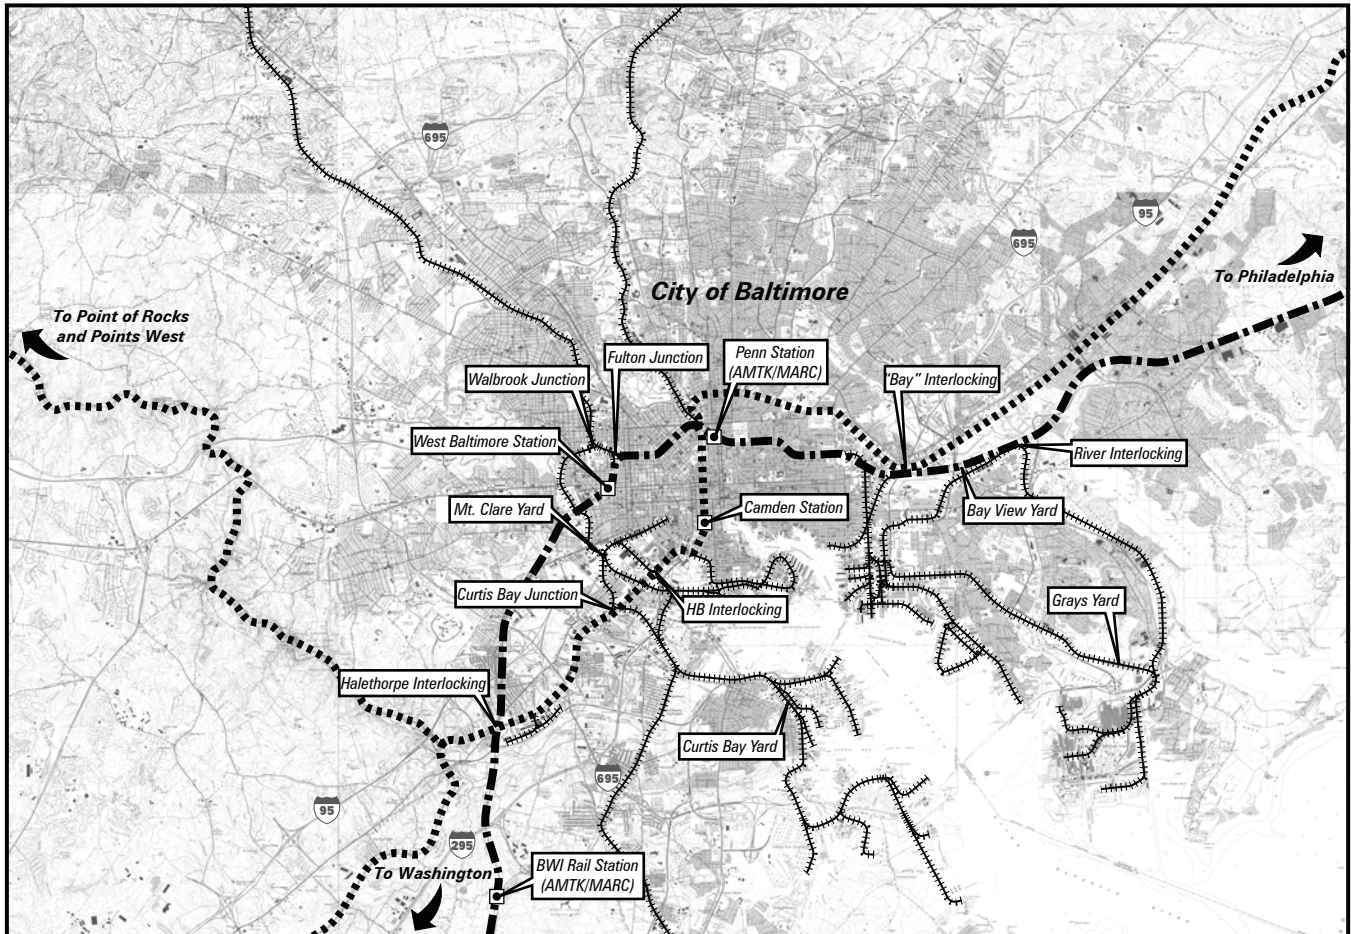 695
95
695
To Philadelphia
City of Baltimore
To Point of Rocks
and Points West
Fulton Junction
Penn Station
(AMTK/MARC)
Walbrook Junction
"Bay" Interlocking
West Baltimore Station
River Interlocking
Mt. Clare Yard
Camden Station
Bay View Yard
Curtis Bay Junction
HB Interlocking
Grays Yard
Halethorpe Interlocking
Curtis Bay Yard
695
95
295
To Washington
BWI Rail Station
(AMTK/MARC)